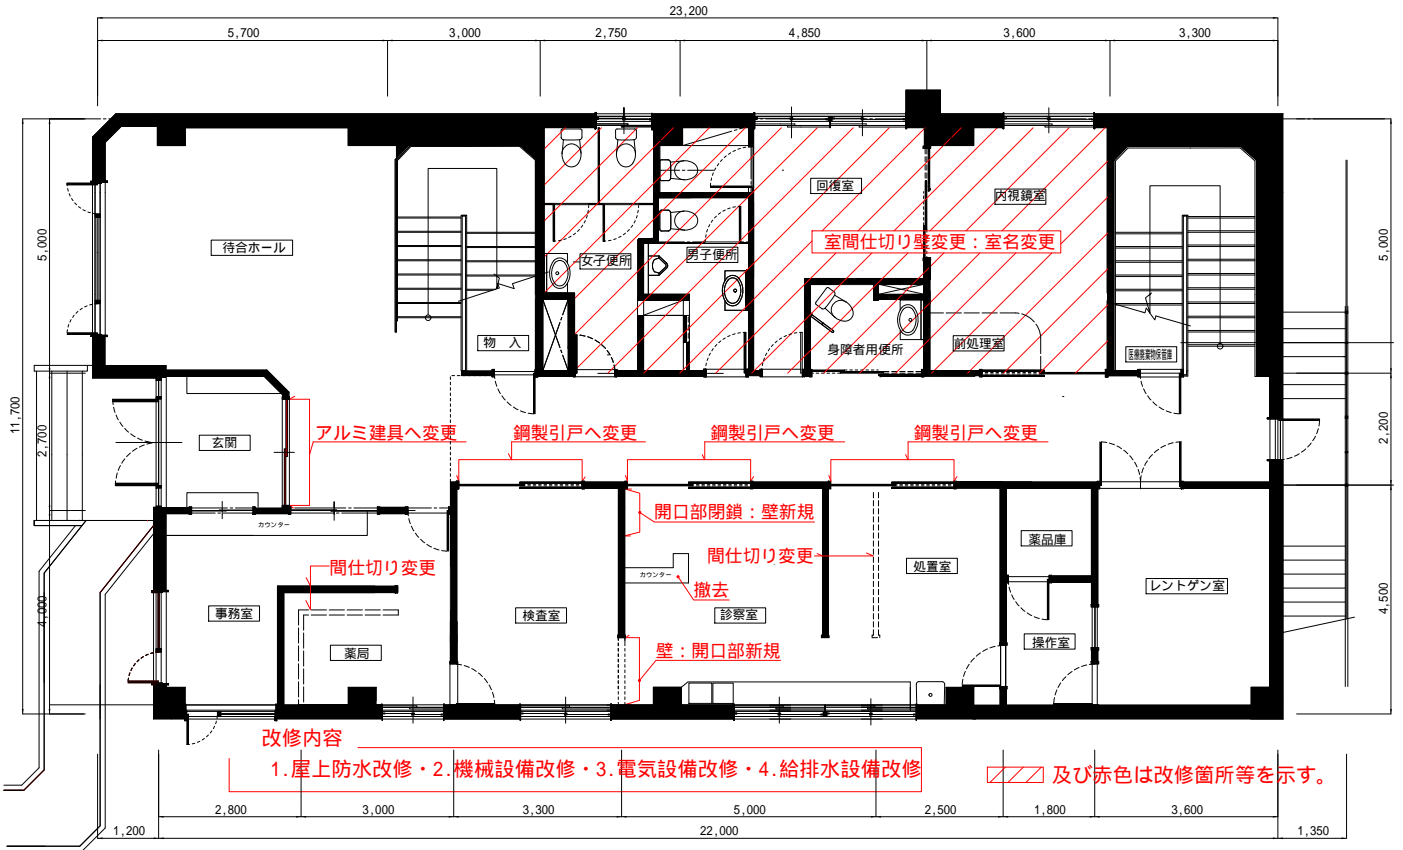 23,200
5,700
3,000
2,750
4,850
3,600
3,300
回復室
内視鏡室
待合ホール
室間仕切り壁変更：室名変更
女子便所
男子便所
5,000
5,000
物　入
身障者用便所
前処理室
医療廃棄物保管庫
11,700
2,700
2,200
玄関
アルミ建具へ変更
鋼製引戸へ変更
鋼製引戸へ変更
鋼製引戸へ変更
カウンター
開口部閉鎖：壁新規
薬品庫
間仕切り変更
間仕切り変更
処置室
カウンター
撤去
レントゲン室
4,000
4,500
事務室
検査室
診察室
操作室
薬局
壁：開口部新規
改修内容
1.屋上防水改修・2.機械設備改修・3.電気設備改修・4.給排水設備改修
及び赤色は改修箇所等を示す。
2,800
3,000
3,300
5,000
2,500
1,800
3,600
1,200
22,000
1,350